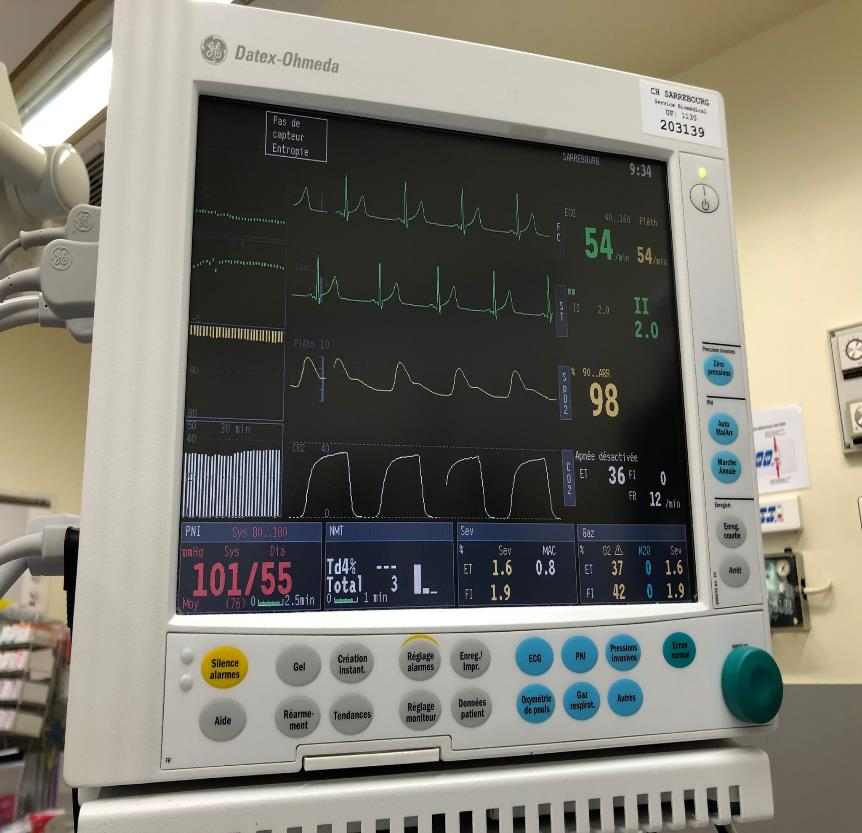 Datex-Ohmeda
CH SARREBOURG
Service Biomédical
UF: 1130
203139
Pas de
capteur
Entropie
SARREBOURG
9:34
ECG 40..160 Pléth
FC
54 /min 54 /min
mm
ST
II 2.0
II
2.0
Pléth 10
SpO2
% 90..ARR
98
30 min
CO2 40
0
CO2
Apnée désactivée
ET 36 FI 0
FR 12 /min
PNI Sys 80..180
mmHg Sys Dia
101/55
Moy (76) 0 2.5min
NMT
Td4% ---
Total 3
0 1 min
Sev
% Sev MAC
ET 1.6 0.8
FI 1.9
Gaz
% O2 N2O Sev
ET 37 0 1.6
FI 42 0 1.9
Pressions invasives
Zéro
pressions
PNI
Auto
Ma/Arr
Marche
Annule
Enregistr.
Enreg.
courbe
Arrêt
Silence
alarmes
Gel
Création
instant.
Réglage
alarmes
Enreg./
Impr.
ECG
PNI
Pressions
invasives
Ecran
normal
Aide
Réarme-
ment
Tendances
Réglage
moniteur
Données
patient
Oxymétrie
de pouls
Gaz
respirat.
Autres
FR